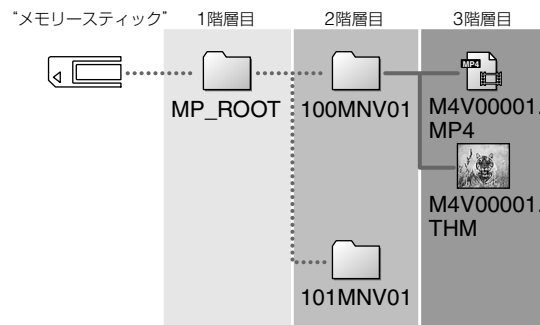 “メモリースティック” 1階層目 2階層目 3階層目
MP4
MP_ROOT 100MNV01 M4V00001.
MP4
M4V00001.
THM
101MNV01